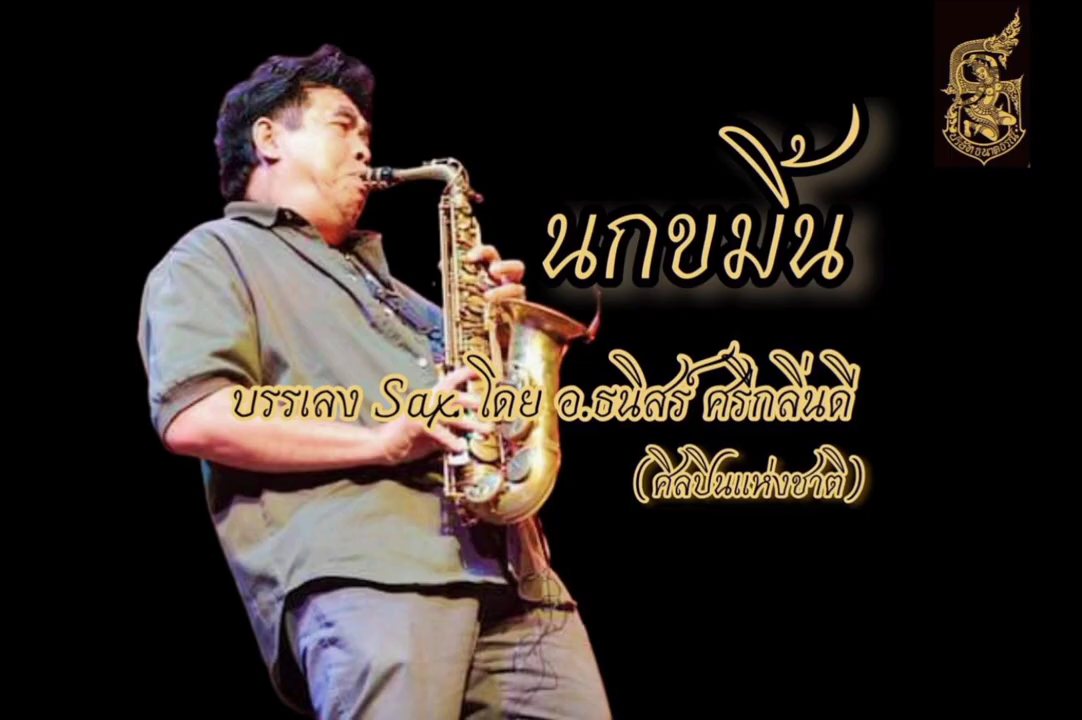 นกขมิ้น
บรรเลง Sax. โดย อ.ธนิสร์ ศรีกลิ่นดี
(ศิลปินแห่งชาติ)